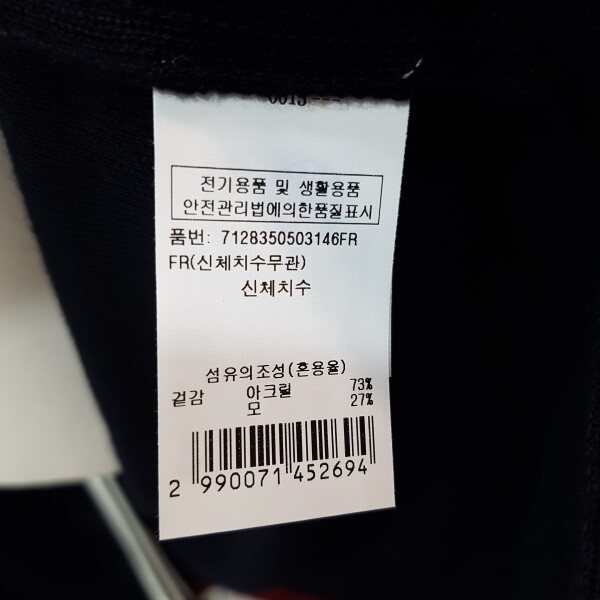 전기용품 및 생활용품
안전관리법에의한품질표시
품번: 7128350503146FR
FR(신체치수무관)
신체치수
섬유의조성(혼용율)
겉감 아크릴 73%
모 27%
2 990071 452694